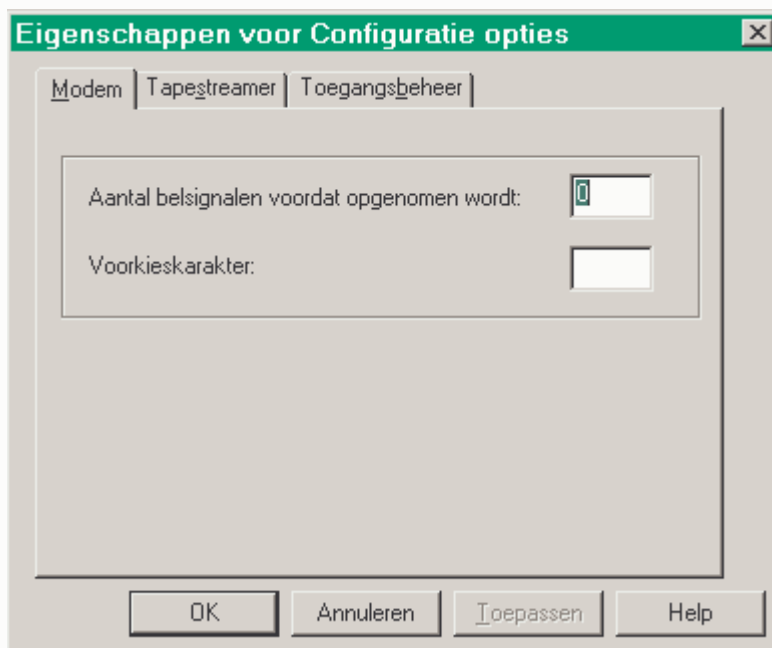 Eigenschappen voor Configuratie opties
Modem Tapestreamer Toegangsbeheer
Aantal belsignalen voordat opgenomen wordt: 0
Voorkieskarakter:
OK Annuleren Toepassen Help